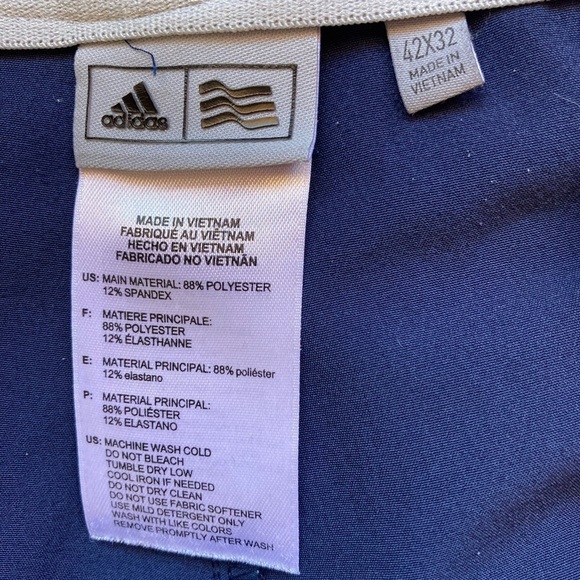 adidas
42X32
MADE IN
VIETNAM
MADE IN VIETNAM
FABRIQUÉ AU VIÊTNAM
HECHO EN VIETNAM
FABRICADO NO VIETNÃN
US: MAIN MATERIAL: 88% POLYESTER
12% SPANDEX
F: MATIERE PRINCIPALE:
88% POLYESTER
12% ÉLASTHANNE
E: MATERIAL PRINCIPAL: 88% poliéster
12% elastano
P: MATERIAL PRINCIPAL:
88% POLIÉSTER
12% ELASTANO
US: MACHINE WASH COLD
DO NOT BLEACH
TUMBLE DRY LOW
COOL IRON IF NEEDED
DO NOT DRY CLEAN
DO NOT USE FABRIC SOFTENER
USE MILD DETERGENT ONLY
WASH WITH LIKE COLORS
REMOVE PROMPTLY AFTER WASH